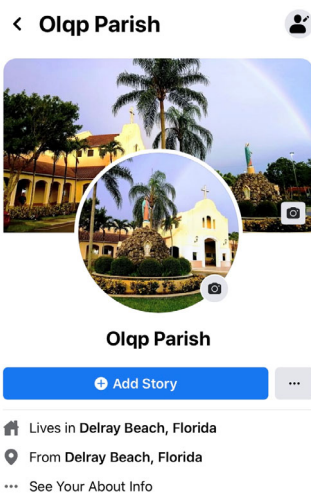 Olqp Parish
Olqp Parish
Add Story
Lives in Delray Beach, Florida
From Delray Beach, Florida
See Your About Info